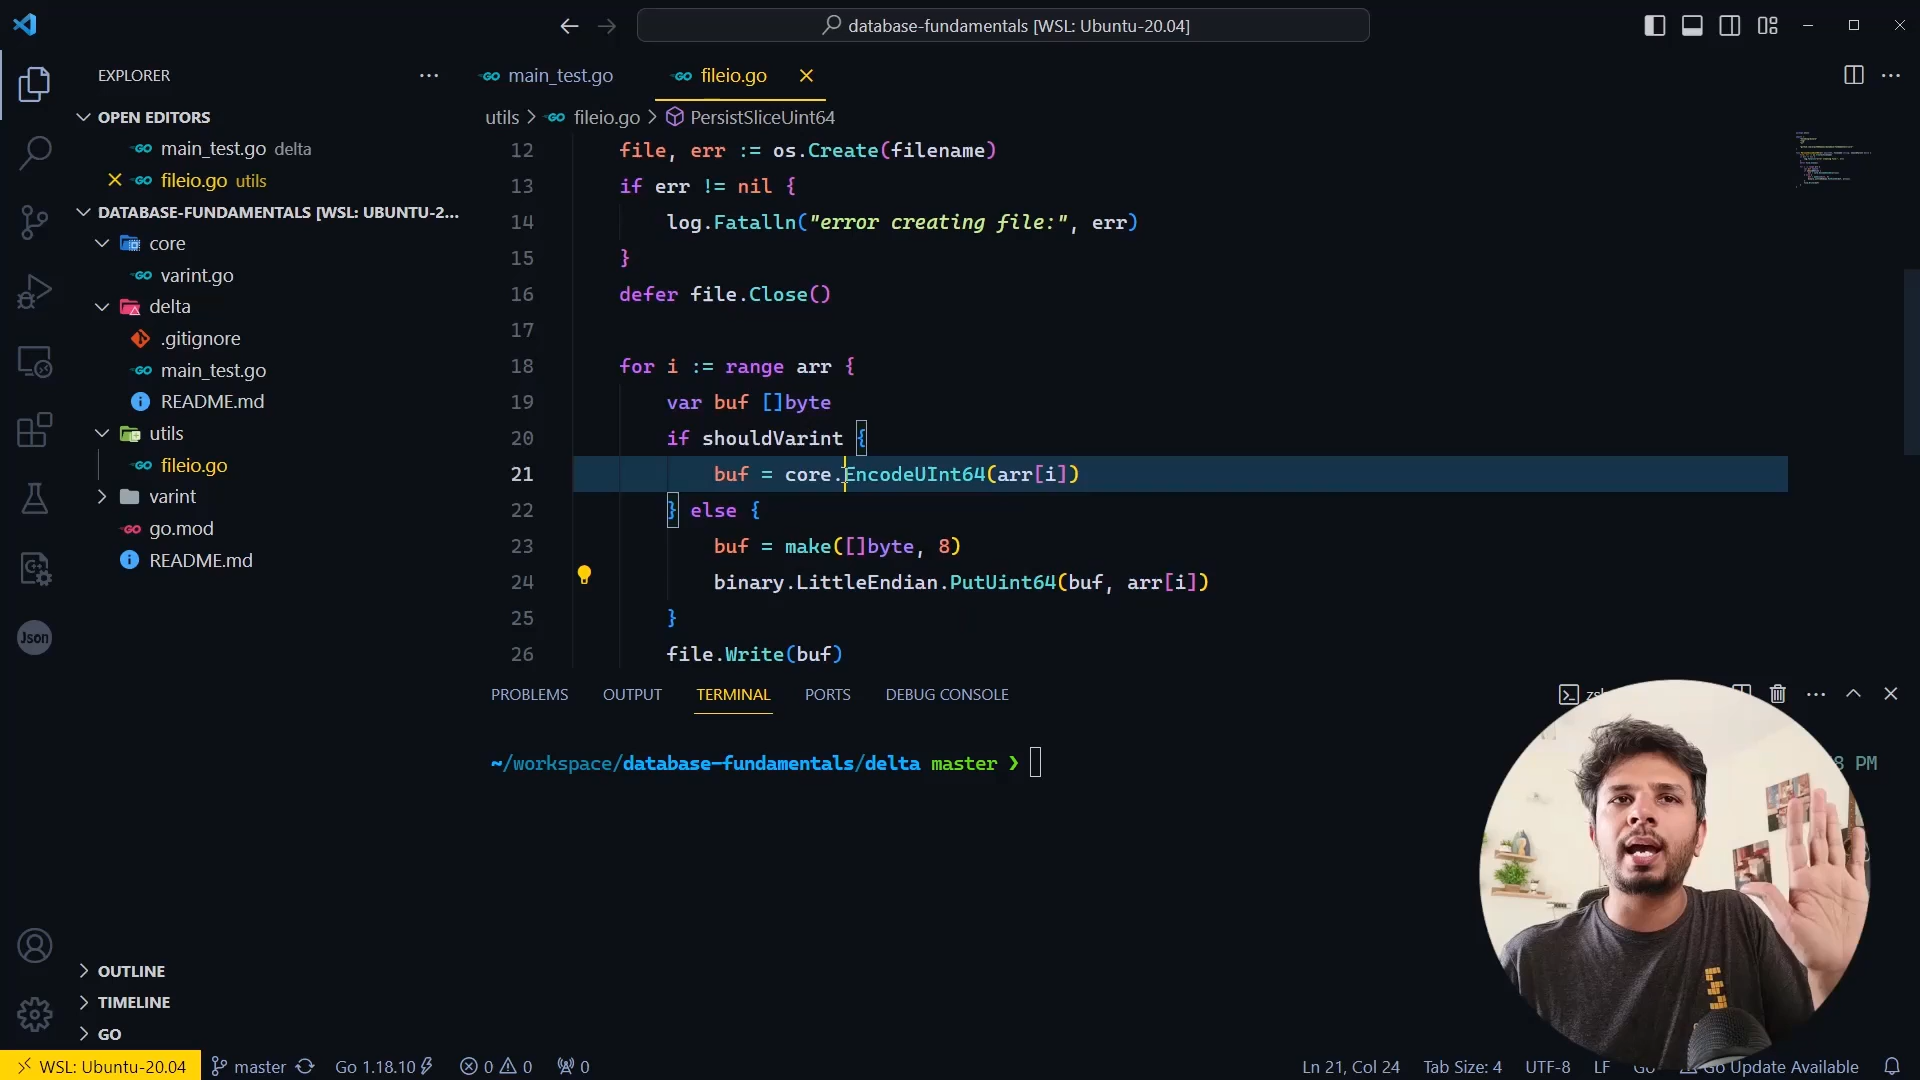 database-fundamentals [WSL: Ubuntu-20.04]
EXPLORER
OPEN EDITORS
main_test.go delta
fileio.go utils
DATABASE-FUNDAMENTALS [WSL: UBUNTU-2...
core
varint.go
delta
.gitignore
main_test.go
README.md
utils
fileio.go
varint
go.mod
README.md
OUTLINE
TIMELINE
GO
Json
main_test.go
fileio.go
utils > fileio.go > PersistSliceUint64
12 file, err := os.Create(filename)
13 if err != nil {
14 log.Fatalln("error creating file:", err)
15 }
16 defer file.Close()
17
18 for i := range arr {
19 var buf []byte
20 if shouldVarint {
21 buf = core.EncodeUInt64(arr[i])
22 } else {
23 buf = make([]byte, 8)
24 binary.LittleEndian.PutUint64(buf, arr[i])
25 }
26 file.Write(buf)
PROBLEMS OUTPUT TERMINAL PORTS DEBUG CONSOLE
~/workspace/database-fundamentals/delta master ❯
8 PM
WSL: Ubuntu-20.04 master Go 1.18.10 0 0 0 Ln 21, Col 24 Tab Size: 4 UTF-8 LF Go Update Available